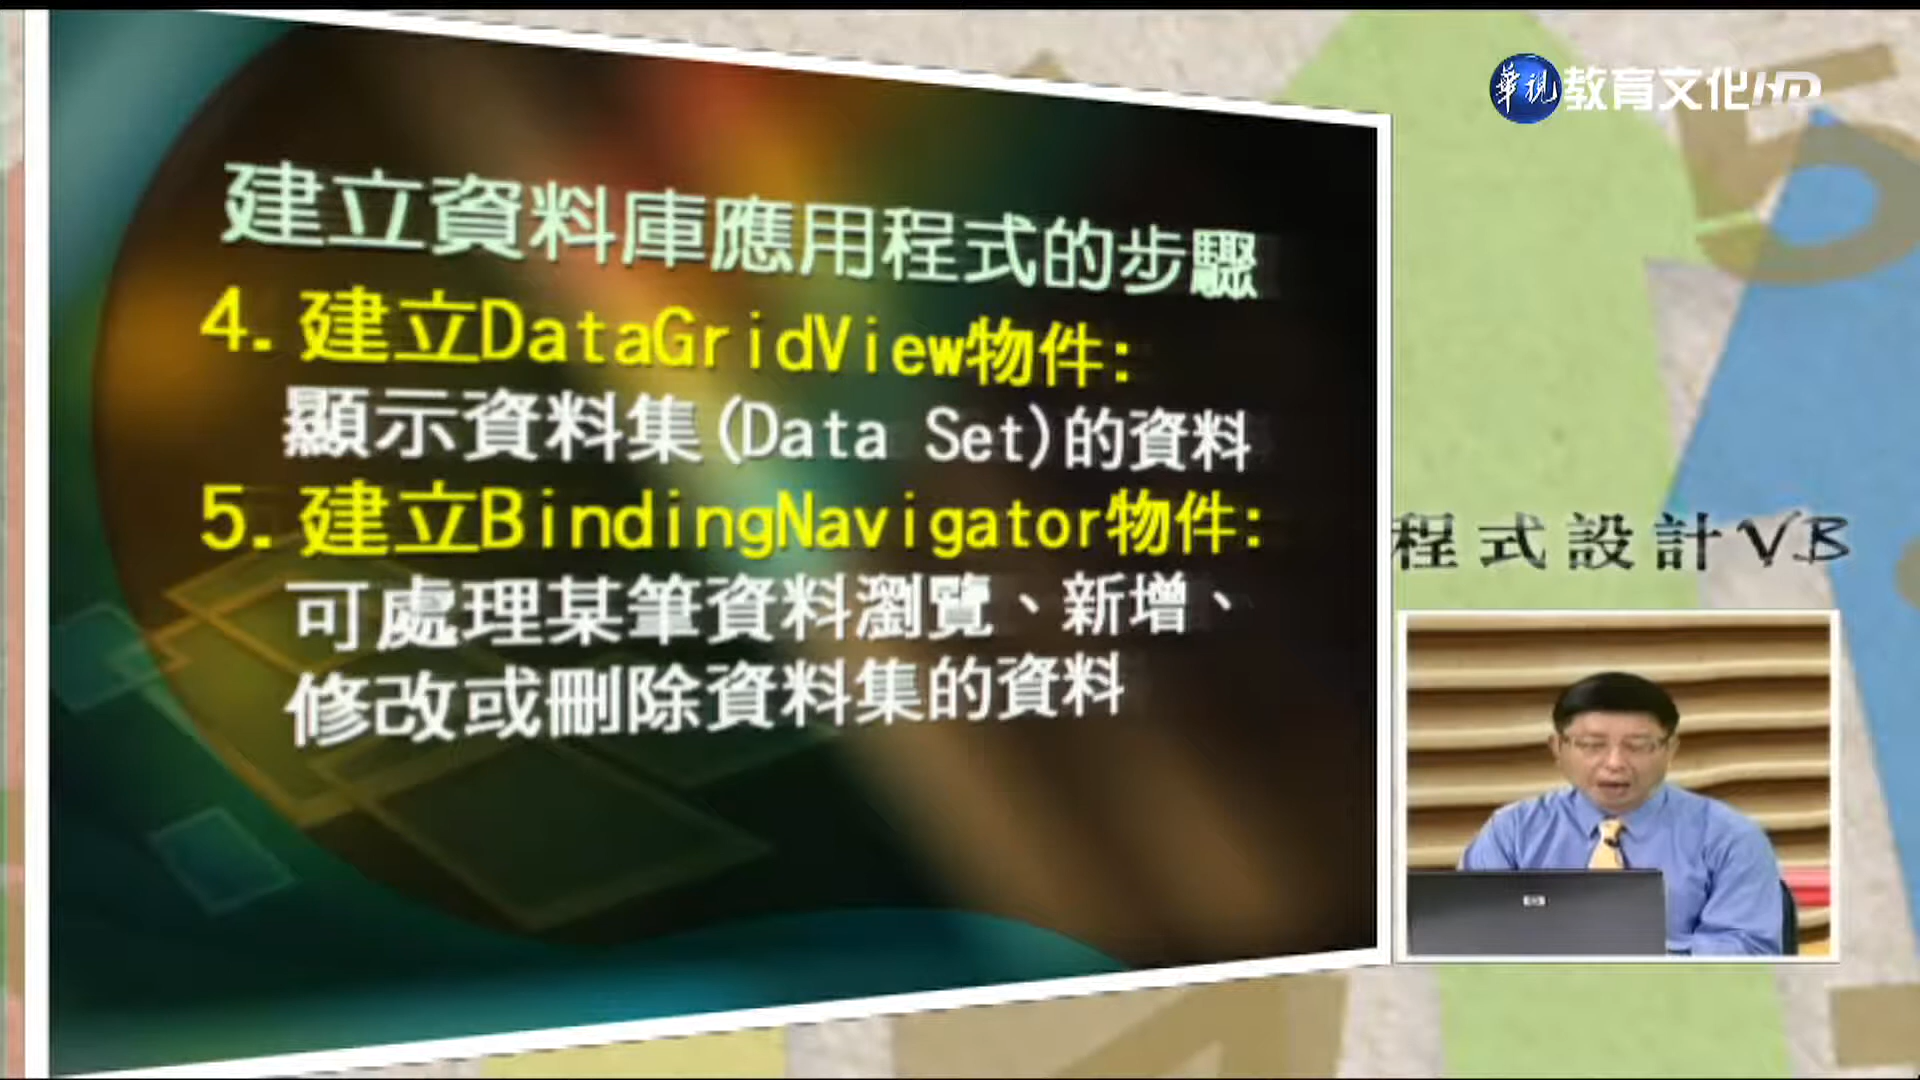 華視 教育文化HD
建立資料庫應用程式的步驟
4. 建立DataGridView物件:
顯示資料集(Data Set)的資料
5. 建立BindingNavigator物件:
可處理某筆資料瀏覽、新增、
修改或刪除資料集的資料
程式設計VB
hp